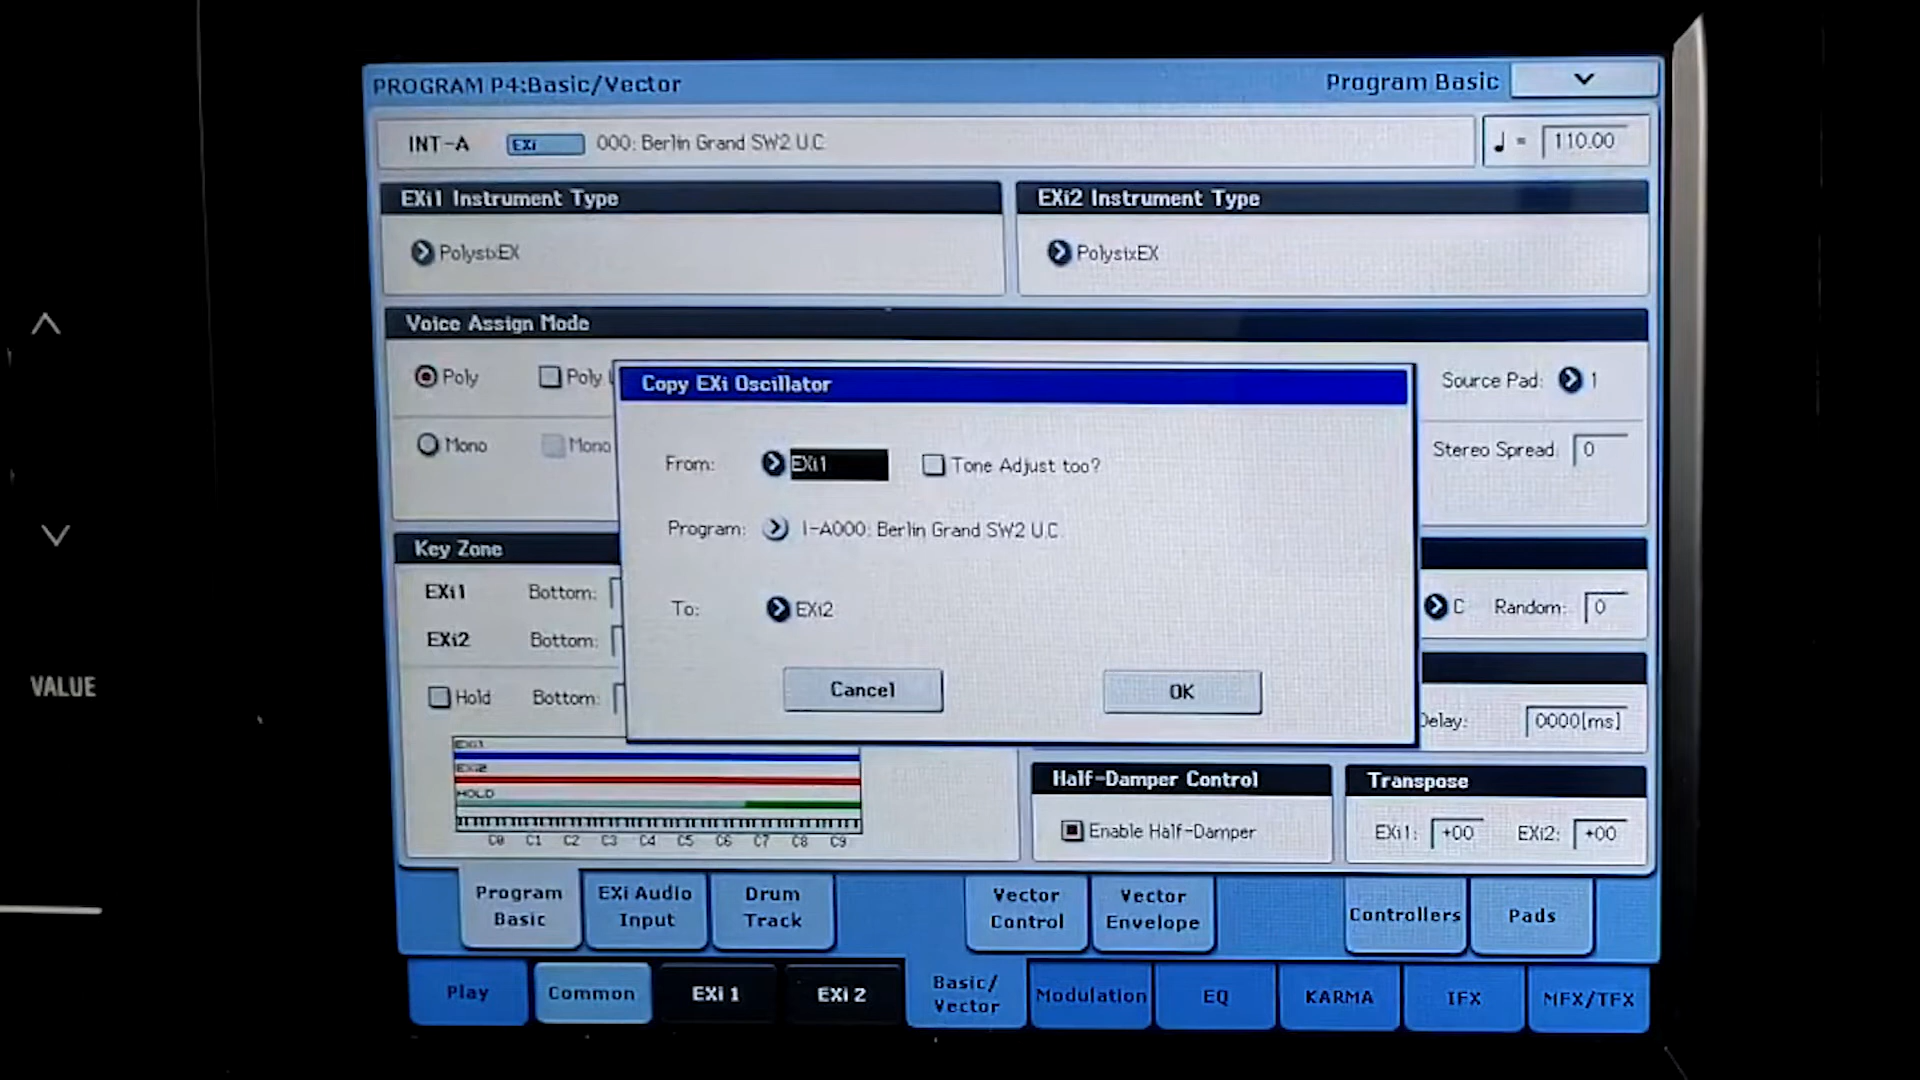 PROGRAM P4:Basic/Vector
Program Basic
INT-A EXi 000: Berlin Grand SW2 U.C. ♩ = 110.00
EXi1 Instrument Type
EXi2 Instrument Type
PolysixEX
PolysixEX
Voice Assign Mode
Poly
Poly
Source Pad: 1
Mono
Mono
Stereo Spread: 0
Copy EXi Oscillator
From: EXi1
Tone Adjust too?
Program: I-A000: Berlin Grand SW2 U.C.
To: EXi2
Cancel
OK
Key Zone
EXi1 Bottom:
EXi2 Bottom:
Hold Bottom:
Random: 0
Delay: 0000[ms]
EXi1
EXi2
HOLD
C0 C1 C2 C3 C4 C5 C6 C7 C8 C9
Half-Damper Control
Enable Half-Damper
Transpose
EXi1: +00 EXi2: +00
Program Basic
EXi Audio Input
Drum Track
Vector Control
Vector Envelope
Controllers
Pads
Play
Common
EXi 1
EXi 2
Basic/ Vector
Modulation
EQ
KARMA
IFX
MFX/TFX
VALUE